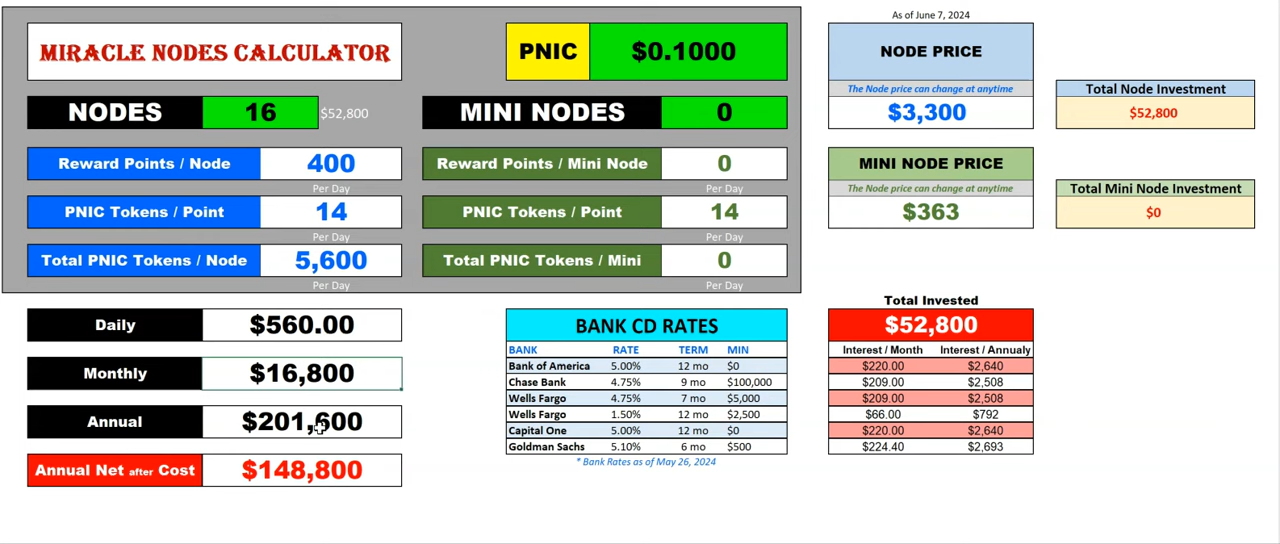 As of June 7, 2024
MIRACLE NODES CALCULATOR
PNIC $0.1000
NODE PRICE
The Node price can change at anytime
$3,300
Total Node Investment
$52,800
NODES 16 $52,800
MINI NODES 0
Reward Points / Node 400
Per Day
PNIC Tokens / Point 14
Per Day
Total PNIC Tokens / Node 5,600
Per Day
Reward Points / Mini Node 0
Per Day
PNIC Tokens / Point 14
Per Day
Total PNIC Tokens / Mini 0
Per Day
MINI NODE PRICE
The Node price can change at anytime
$363
Total Mini Node Investment
$0
Daily $560.00
Monthly $16,800
Annual $201,600
Annual Net after Cost $148,800
BANK CD RATES
BANK RATE TERM MIN
Bank of America 5.00% 12 mo $0
Chase Bank 4.75% 9 mo $100,000
Wells Fargo 4.75% 7 mo $5,000
Wells Fargo 1.50% 12 mo $2,500
Capital One 5.00% 12 mo $0
Goldman Sachs 5.10% 6 mo $500
* Bank Rates as of May 26, 2024
Total Invested
$52,800
Interest / Month Interest / Annualy
$220.00 $2,640
$209.00 $2,508
$209.00 $2,508
$66.00 $792
$220.00 $2,640
$224.40 $2,693